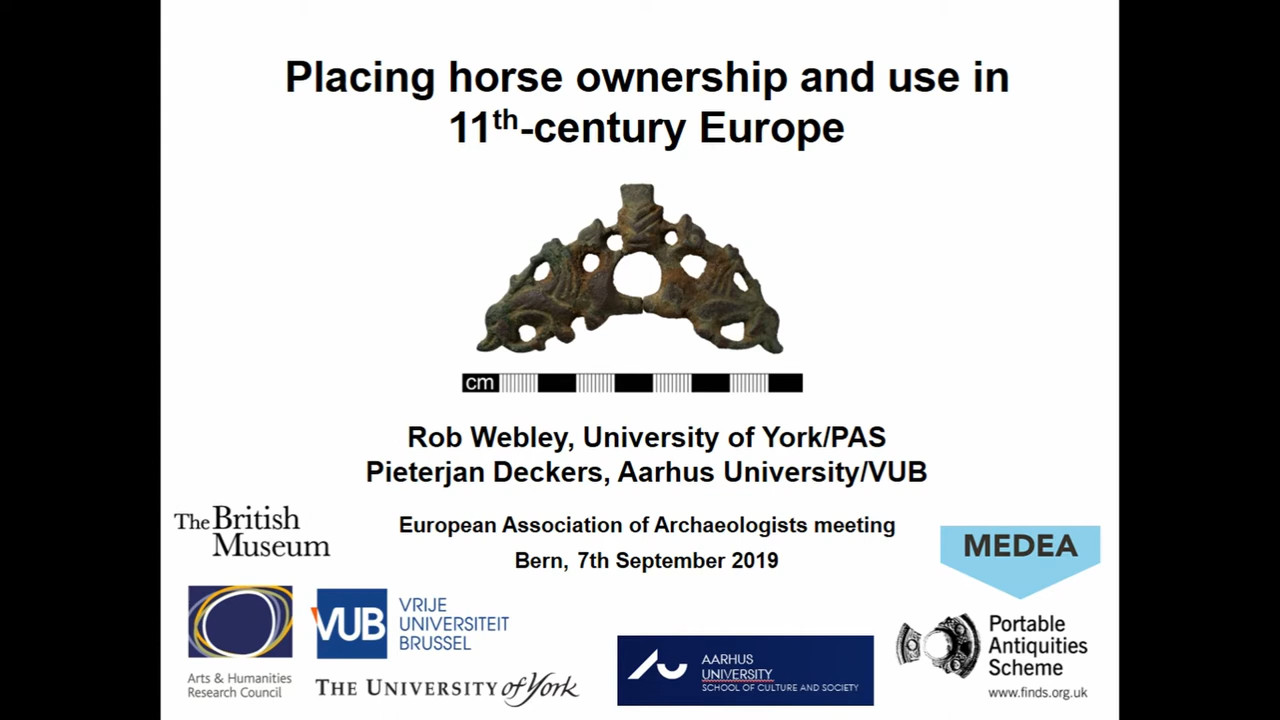 Placing horse ownership and use in
11th-century Europe
cm
Rob Webley, University of York/PAS
Pieterjan Deckers, Aarhus University/VUB
European Association of Archaeologists meeting
Bern, 7th September 2019
The British
Museum
MEDEA
Arts & Humanities
Research Council
VUB
VRIJE
UNIVERSITEIT
BRUSSEL
THE UNIVERSITY of York
AARHUS
UNIVERSITY
SCHOOL OF CULTURE AND SOCIETY
Portable
Antiquities
Scheme
www.finds.org.uk